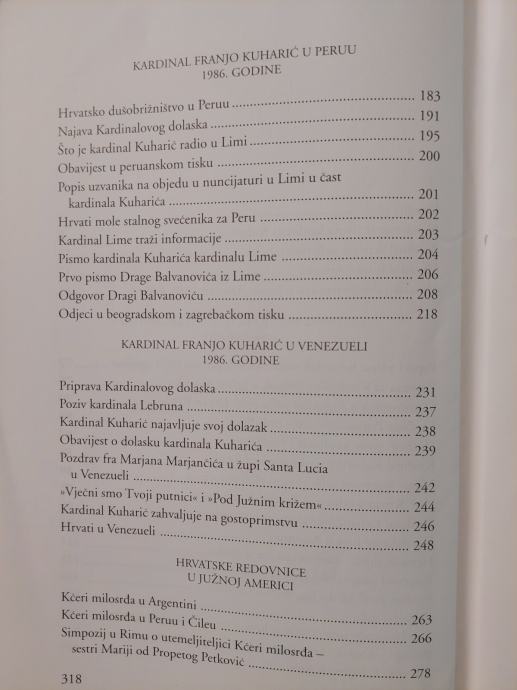 KARDINAL FRANJO KUHARIĆ U PERUU
1986. GODINE
Hrvatsko dušobrižništvo u Peruu ........ 183
Najava Kardinalovog dolaska ........ 191
Što je kardinal Kuharić radio u Limi ........ 195
Obavijest u peruanskom tisku ........ 200
Popis uzvanika na objedu u nuncijaturi u Limi u čast
kardinala Kuharića ........ 201
Hrvati mole stalnog svećenika za Peru ........ 202
Kardinal Lime traži informacije ........ 203
Pismo kardinala Kuharića kardinalu Lime ........ 204
Prvo pismo Drage Balvanovića iz Lime ........ 206
Odgovor Dragi Balvanoviću ........ 208
Odjeci u beogradskom i zagrebačkom tisku ........ 218
KARDINAL FRANJO KUHARIĆ U VENEZUELI
1986. GODINE
Priprava Kardinalovog dolaska ........ 231
Poziv kardinala Lebruna ........ 237
Kardinal Kuharić najavljuje svoj dolazak ........ 238
Obavijest o dolasku kardinala Kuharića ........ 239
Pozdrav fra Marjana Marjančića u župi Santa Lucia
u Venezueli ........ 242
»Vječni smo Tvoji putnici« i »Pod Južnim križem« ........ 244
Kardinal Kuharić zahvaljuje na gostoprimstvu ........ 246
Hrvati u Venezueli ........ 248
HRVATSKE REDOVNICE
U JUŽNOJ AMERICI
Kćeri milosrđa u Argentini ........ 263
Kćeri milosrđa u Peruu i Čileu ........ 266
Simpozij u Rimu o utemeljiteljici Kćeri milosrđa –
sestri Mariji od Propetog Petković ........ 278
318